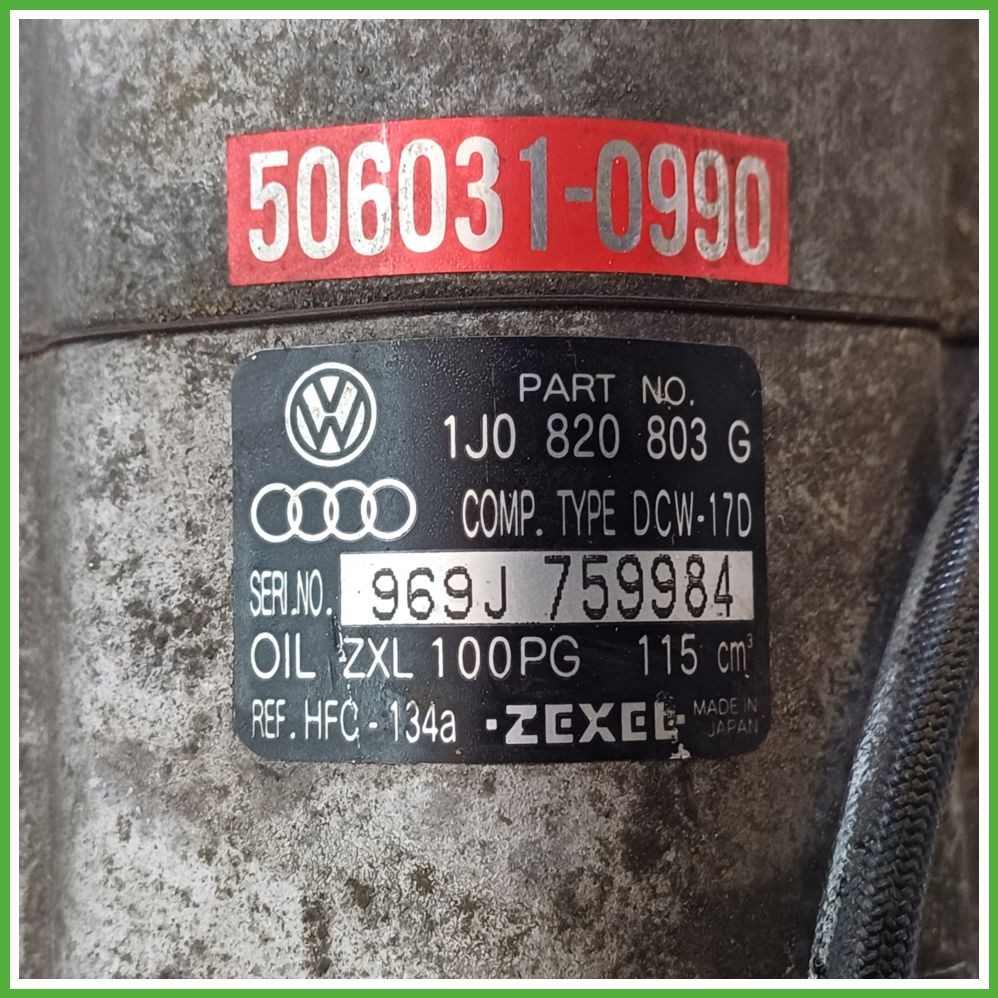 506031-0990
PART NO.
1J0 820 803 G
COMP. TYPE DCW-17D
SERI.NO. 969J 759984
OIL ZXL 100PG 115 cm³
REF. HFC-134a ·ZEXEL· MADE IN JAPAN